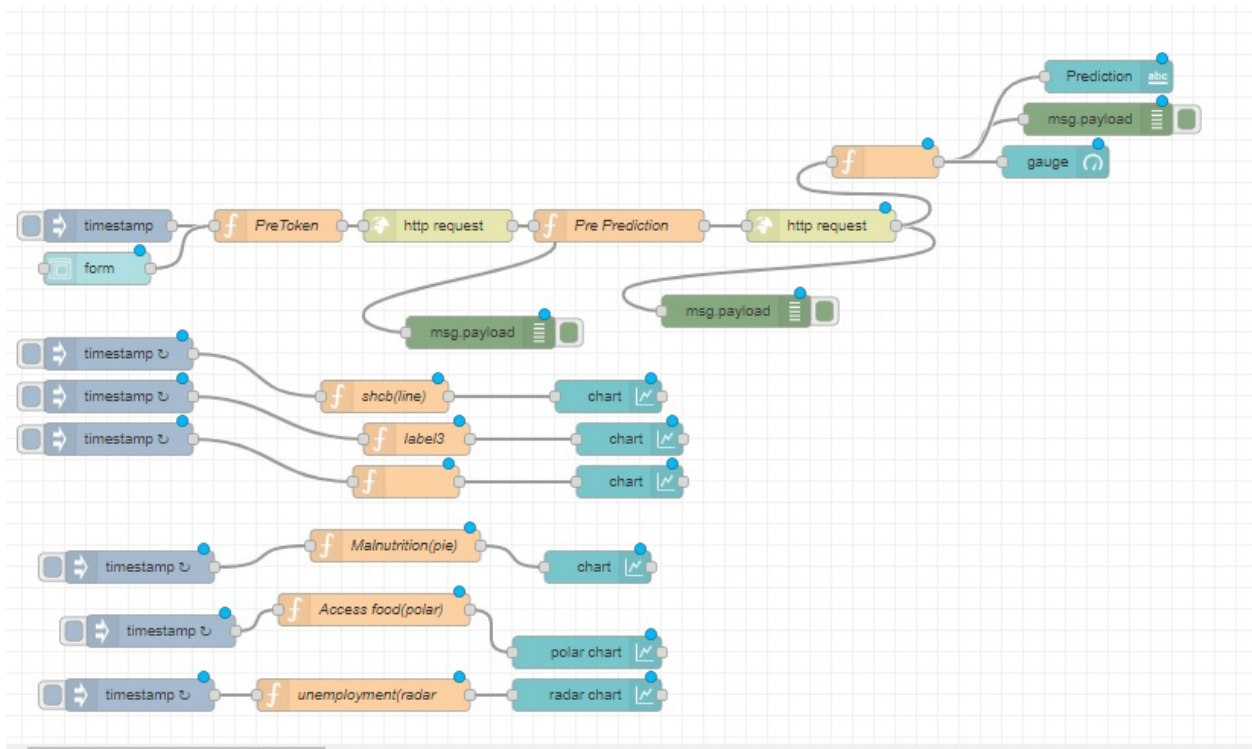 Prediction abc
msg.payload
gauge
timestamp
PreToken
http request
Pre Prediction
http request
form
msg.payload
msg.payload
timestamp ↻
timestamp ↻
shcb(line)
chart
timestamp ↻
label3
chart
chart
Malnutrition(pie)
timestamp ↻
chart
Access food(polar)
timestamp ↻
polar chart
timestamp ↻
unemployment(radar
radar chart